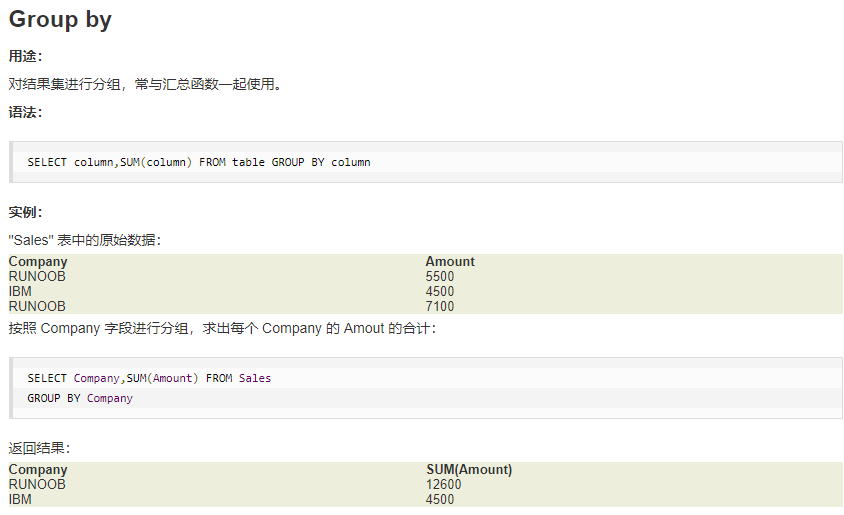 Group by
用途：
对结果集进行分组，常与汇总函数一起使用。
语法：
SELECT column,SUM(column) FROM table GROUP BY column
实例：
"Sales" 表中的原始数据：
Company Amount
RUNOOB 5500
IBM 4500
RUNOOB 7100
按照 Company 字段进行分组，求出每个 Company 的 Amout 的合计：
SELECT Company,SUM(Amount) FROM Sales
GROUP BY Company
返回结果：
Company SUM(Amount)
RUNOOB 12600
IBM 4500